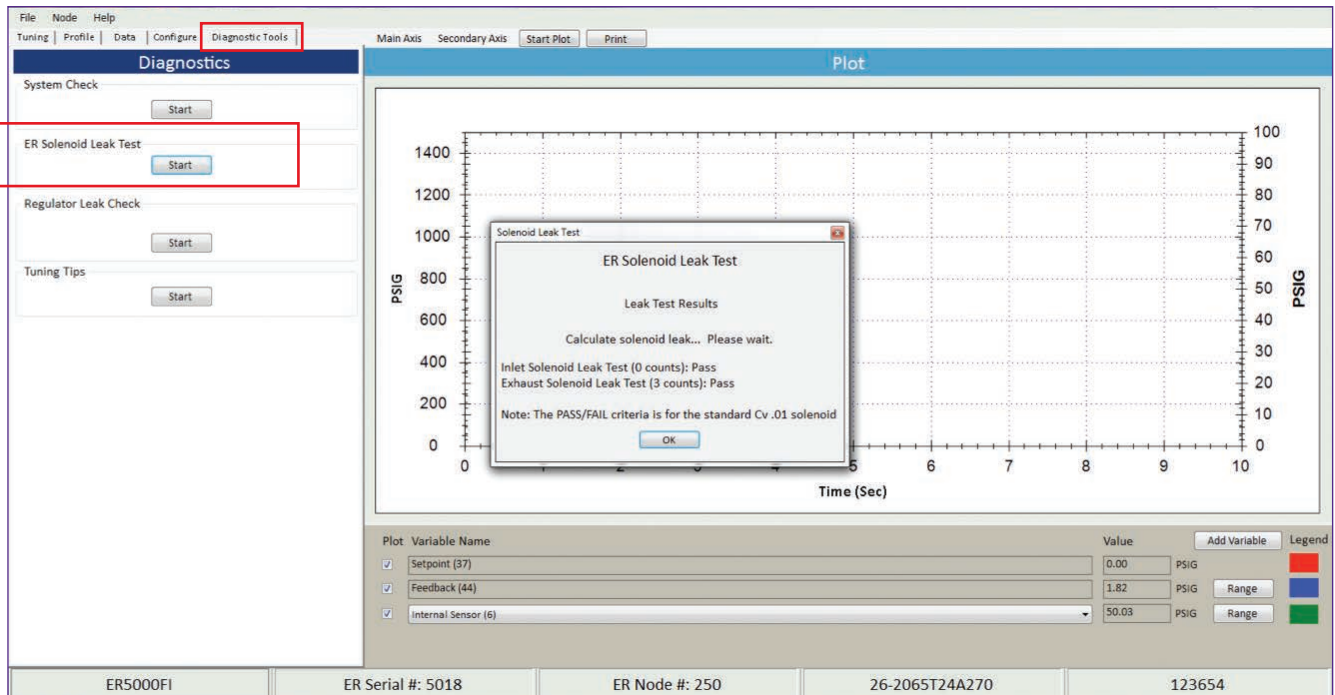 File Node Help
Tuning Profile Data Configure Diagnostic Tools
Main Axis Secondary Axis Start Plot Print
Diagnostics
System Check
Start
ER Solenoid Leak Test
Start
Regulator Leak Check
Start
Tuning Tips
Start
Plot
1400
1200
1000
800
600
400
200
0
PSIG
100
90
80
70
60
50
40
30
20
10
0
PSIG
0 5 6 7 8 9 10
Time (Sec)
Solenoid Leak Test
ER Solenoid Leak Test
Leak Test Results
Calculate solenoid leak... Please wait.
Inlet Solenoid Leak Test (0 counts): Pass
Exhaust Solenoid Leak Test (3 counts): Pass
Note: The PASS/FAIL criteria is for the standard Cv .01 solenoid
OK
Plot Variable Name Value Add Variable Legend
Setpoint (37) 0.00 PSIG
Feedback (44) 1.82 PSIG Range
Internal Sensor (6) 50.03 PSIG Range
ER5000FI ER Serial #: 5018 ER Node #: 250 26-2065T24A270 123654